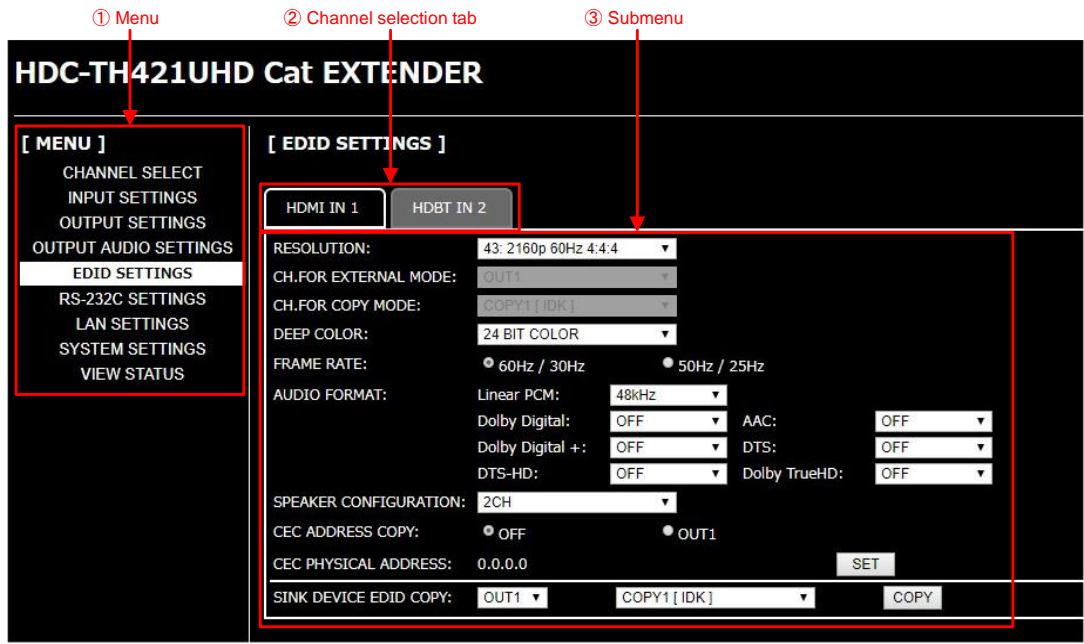 ① Menu ② Channel selection tab ③ Submenu
HDC-TH421UHD Cat EXTENDER
[ MENU ]
CHANNEL SELECT
INPUT SETTINGS
OUTPUT SETTINGS
OUTPUT AUDIO SETTINGS
EDID SETTINGS
RS-232C SETTINGS
LAN SETTINGS
SYSTEM SETTINGS
VIEW STATUS
[ EDID SETTINGS ]
HDMI IN 1 HDBT IN 2
RESOLUTION: 43: 2160p 60Hz 4:4:4
CH.FOR EXTERNAL MODE: OUT1
CH.FOR COPY MODE: COPY1 [ IDK ]
DEEP COLOR: 24 BIT COLOR
FRAME RATE: 60Hz / 30Hz 50Hz / 25Hz
AUDIO FORMAT: Linear PCM: 48kHz
Dolby Digital: OFF AAC: OFF
Dolby Digital +: OFF DTS: OFF
DTS-HD: OFF Dolby TrueHD: OFF
SPEAKER CONFIGURATION: 2CH
CEC ADDRESS COPY: OFF OUT1
CEC PHYSICAL ADDRESS: 0.0.0.0 SET
SINK DEVICE EDID COPY: OUT1 COPY1 [ IDK ] COPY